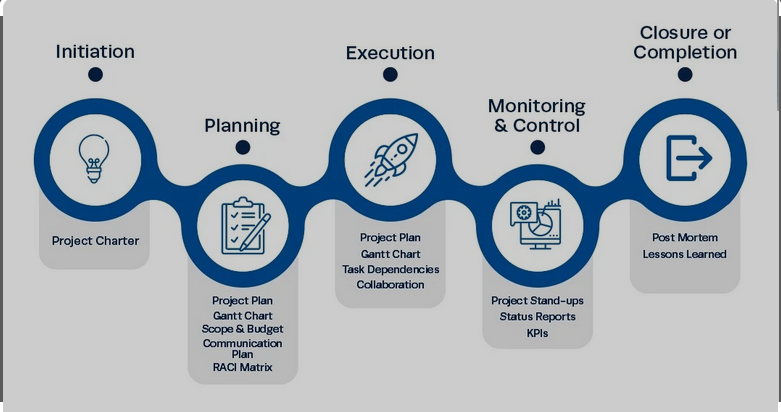 Initiation
Project Charter
Planning
Project Plan
Gantt Chart
Scope & Budget
Communication
Plan
RACI Matrix
Execution
Project Plan
Gantt Chart
Task Dependencies
Collaboration
Monitoring
& Control
Project Stand-ups
Status Reports
KPIs
Closure or
Completion
Post Mortem
Lessons Learned